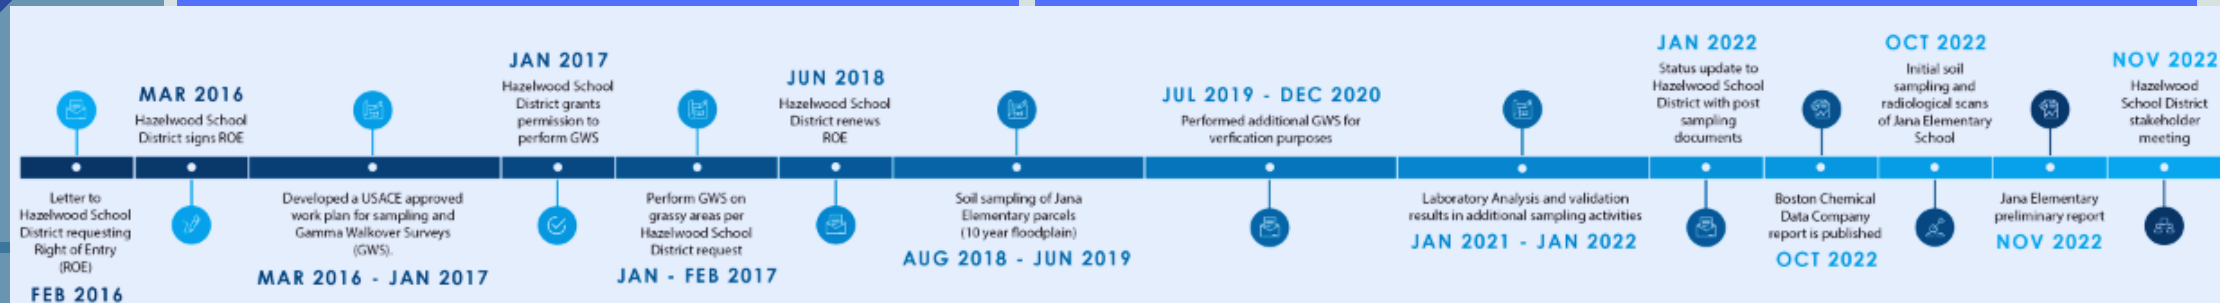 Letter to
Hazelwood School
District requesting
Right of Entry
(ROE)
FEB 2016
MAR 2016
Hazelwood School
District signs ROE
Developed a USACE approved
work plan for sampling and
Gamma Walkover Surveys
(GWS).
MAR 2016 - JAN 2017
JAN 2017
Hazelwood School
District grants
permission to
perform GWS
Perform GWS on
grassy areas per
Hazelwood School
District request
JAN - FEB 2017
JUN 2018
Hazelwood School
District renews
ROE
Soil sampling of Jana
Elementary parcels
(10 year floodplain)
AUG 2018 - JUN 2019
JUL 2019 - DEC 2020
Performed additional GWS for
verfication purposes
Laboratory Analysis and validation
results in additional sampling activities
JAN 2021 - JAN 2022
JAN 2022
Status update to
Hazelwood School
District with post
sampling
documents
Boston Chemical
Data Company
report is published
OCT 2022
OCT 2022
Initial soil
sampling and
radiological scans
of Jana Elementary
School
Jana Elementary
preliminary report
NOV 2022
NOV 2022
Hazelwood
School District
stakeholder
meeting